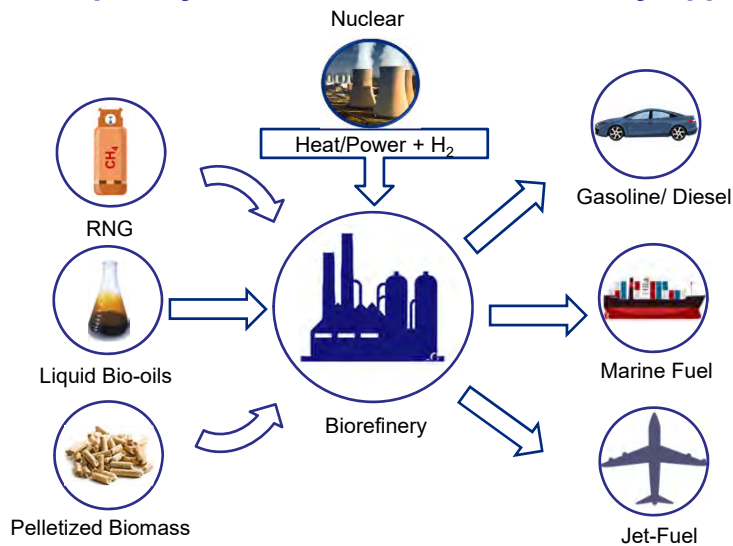 Nuclear
Heat/Power + H₂
CH₄
RNG
Gasoline/ Diesel
Liquid Bio-oils
Marine Fuel
Biorefinery
Pelletized Biomass
Jet-Fuel